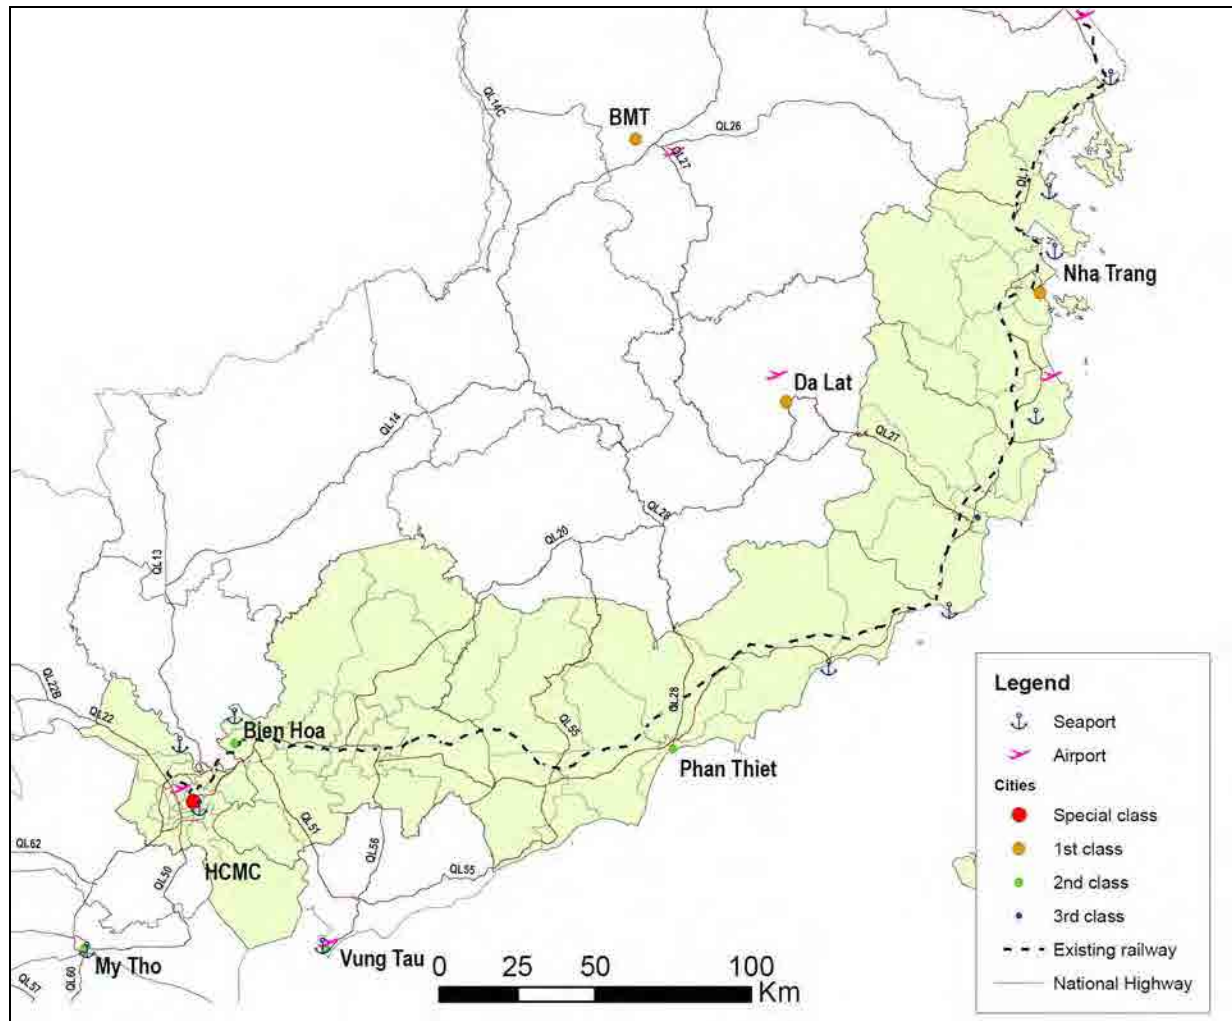 QL14C
BMT
QL26
QL27
QL1
Nha Trang
Da Lat
QL14
QL27
QL28
QL20
QL13
QL22B
QL22
Bien Hoa
QL28
QL55
Phan Thiet
QL51
QL56
QL62
QL50
HCMC
QL55
My Tho
Vung Tau
QL60
QL57
0 25 50 100
Km
Legend
Seaport
Airport
Cities
Special class
1st class
2nd class
3rd class
Existing railway
National Highway